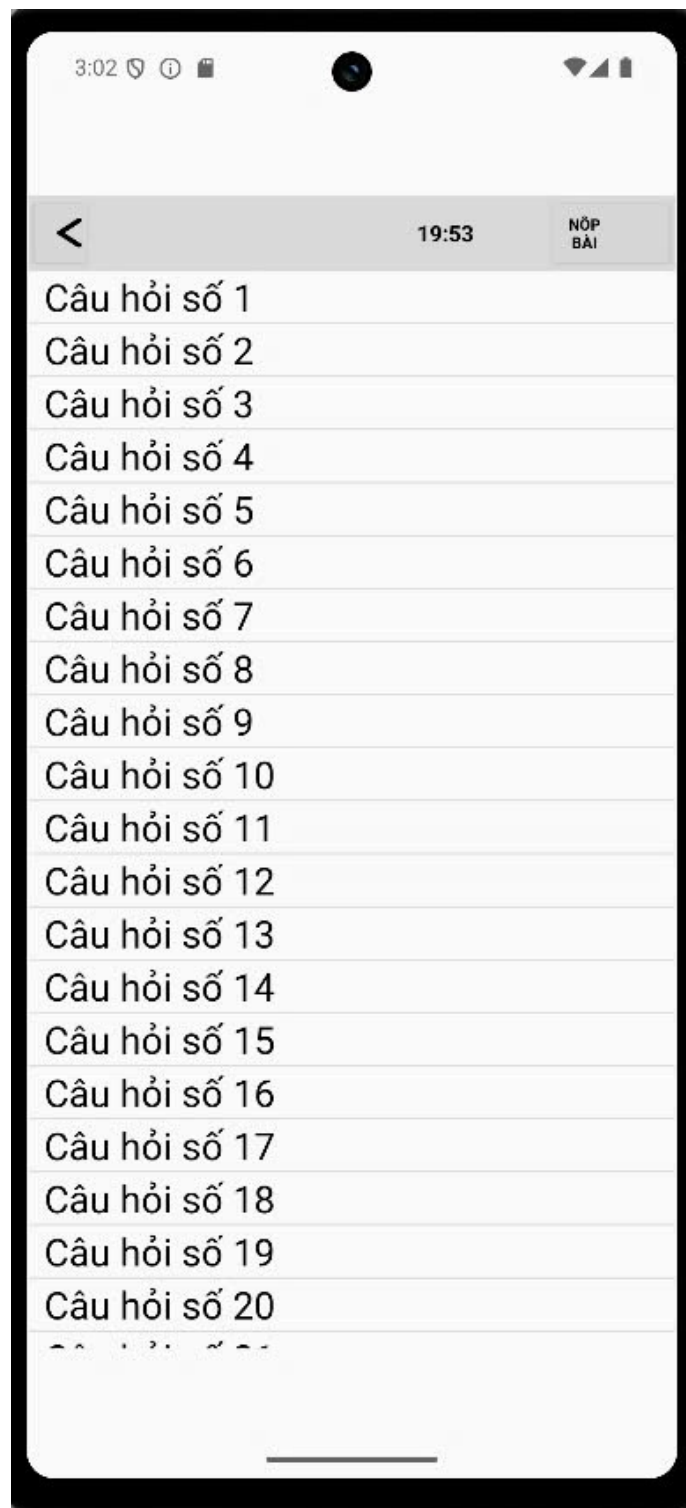 3:02
19:53
NỘP
BÀI
Câu hỏi số 1
Câu hỏi số 2
Câu hỏi số 3
Câu hỏi số 4
Câu hỏi số 5
Câu hỏi số 6
Câu hỏi số 7
Câu hỏi số 8
Câu hỏi số 9
Câu hỏi số 10
Câu hỏi số 11
Câu hỏi số 12
Câu hỏi số 13
Câu hỏi số 14
Câu hỏi số 15
Câu hỏi số 16
Câu hỏi số 17
Câu hỏi số 18
Câu hỏi số 19
Câu hỏi số 20